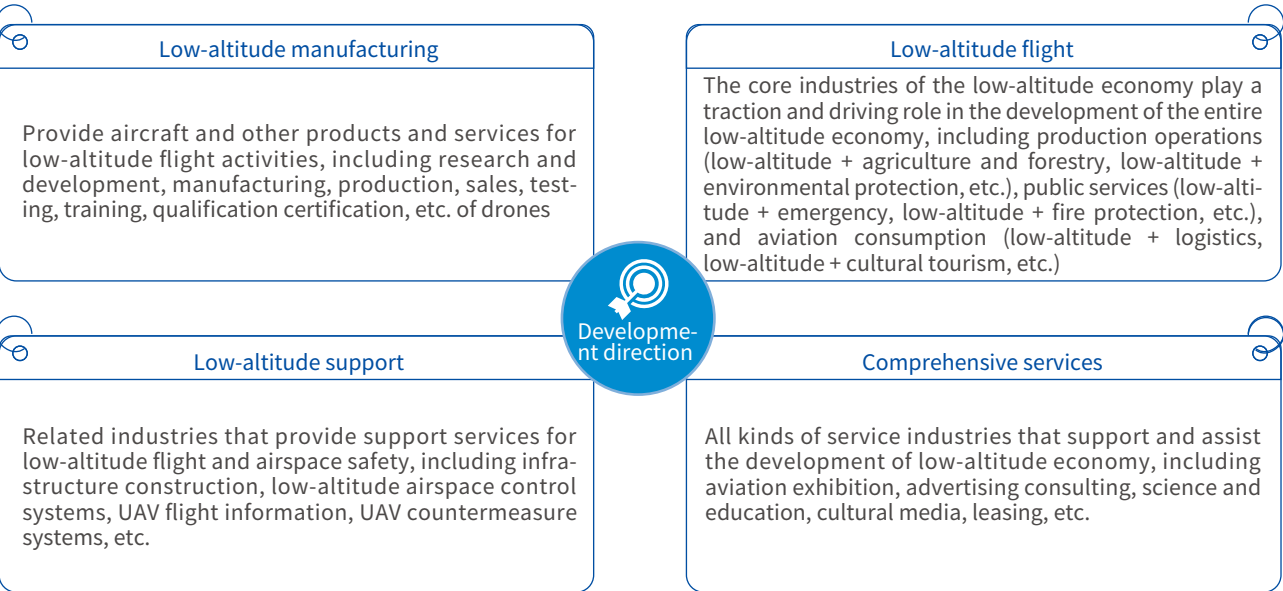 Low-altitude manufacturing
Provide aircraft and other products and services for
low-altitude flight activities, including research and
development, manufacturing, production, sales, test-
ing, training, qualification certification, etc. of drones
Low-altitude flight
The core industries of the low-altitude economy play a
traction and driving role in the development of the entire
low-altitude economy, including production operations
(low-altitude + agriculture and forestry, low-altitude +
environmental protection, etc.), public services (low-alti-
tude + emergency, low-altitude + fire protection, etc.),
and aviation consumption (low-altitude + logistics,
low-altitude + cultural tourism, etc.)
Developme-
nt direction
Low-altitude support
Related industries that provide support services for
low-altitude flight and airspace safety, including infra-
structure construction, low-altitude airspace control
systems, UAV flight information, UAV countermeasure
systems, etc.
Comprehensive services
All kinds of service industries that support and assist
the development of low-altitude economy, including
aviation exhibition, advertising consulting, science and
education, cultural media, leasing, etc.